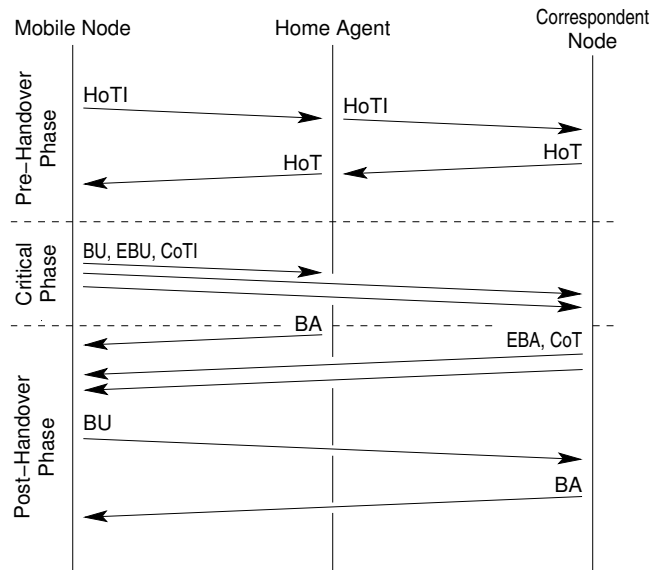 Mobile Node
Home Agent
Correspondent
Node
Pre–Handover
Phase
HoTI
HoTI
HoT
HoT
Critical
Phase
BU, EBU, CoTI
Post–Handover
Phase
BA
EBA, CoT
BU
BA